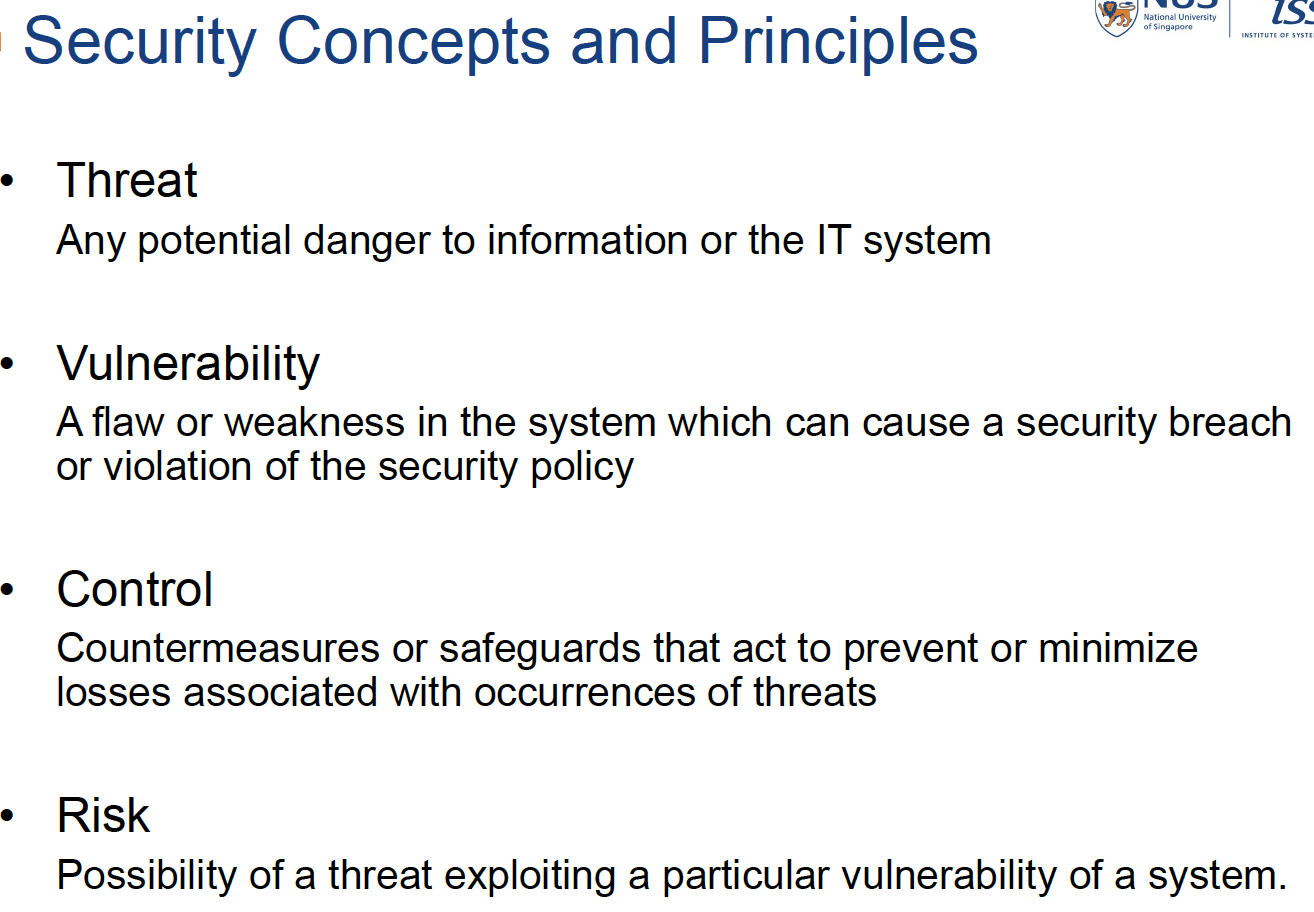 Security Concepts and Principles
National University
of Singapore
• Threat
Any potential danger to information or the IT system
• Vulnerability
A flaw or weakness in the system which can cause a security breach
or violation of the security policy
• Control
Countermeasures or safeguards that act to prevent or minimize
losses associated with occurrences of threats
• Risk
Possibility of a threat exploiting a particular vulnerability of a system.